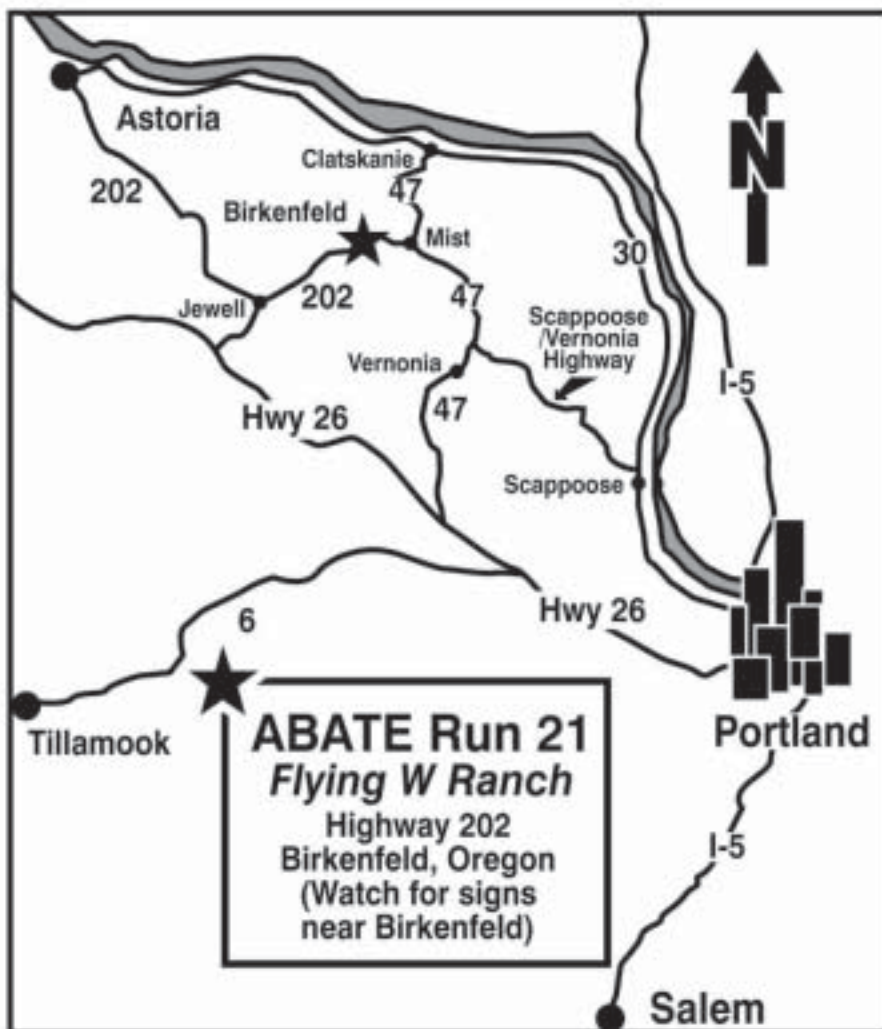 Astoria
Clatskanie
N
202
47
Birkenfeld
Mist
30
Jewell
202
47
Scappoose
/Vernonia
Highway
Vernonia
I-5
Hwy 26
47
Scappoose
Hwy 26
6
Tillamook
Portland
ABATE Run 21
Flying W Ranch
Highway 202
Birkenfeld, Oregon
(Watch for signs
near Birkenfeld)
I-5
Salem